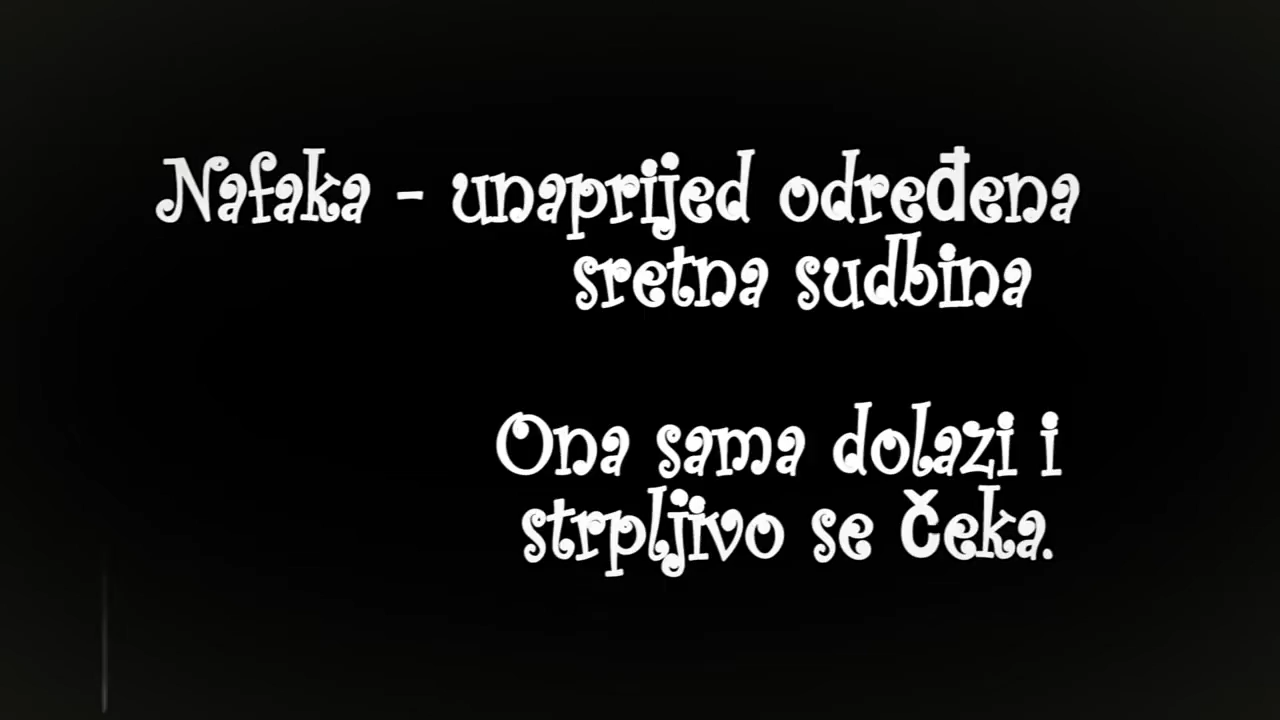 Nafaka - unaprijed određena
sretna sudbina
Ona sama dolazi i
strpljivo se čeka.